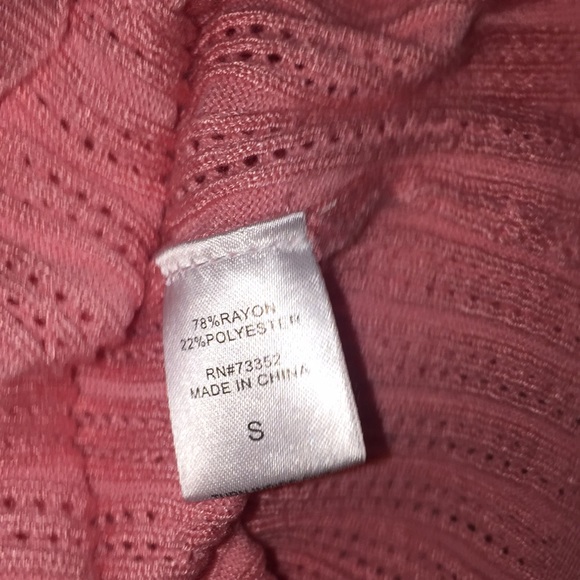 78%RAYON
22%POLYESTER
RN#73352
MADE IN CHINA
S